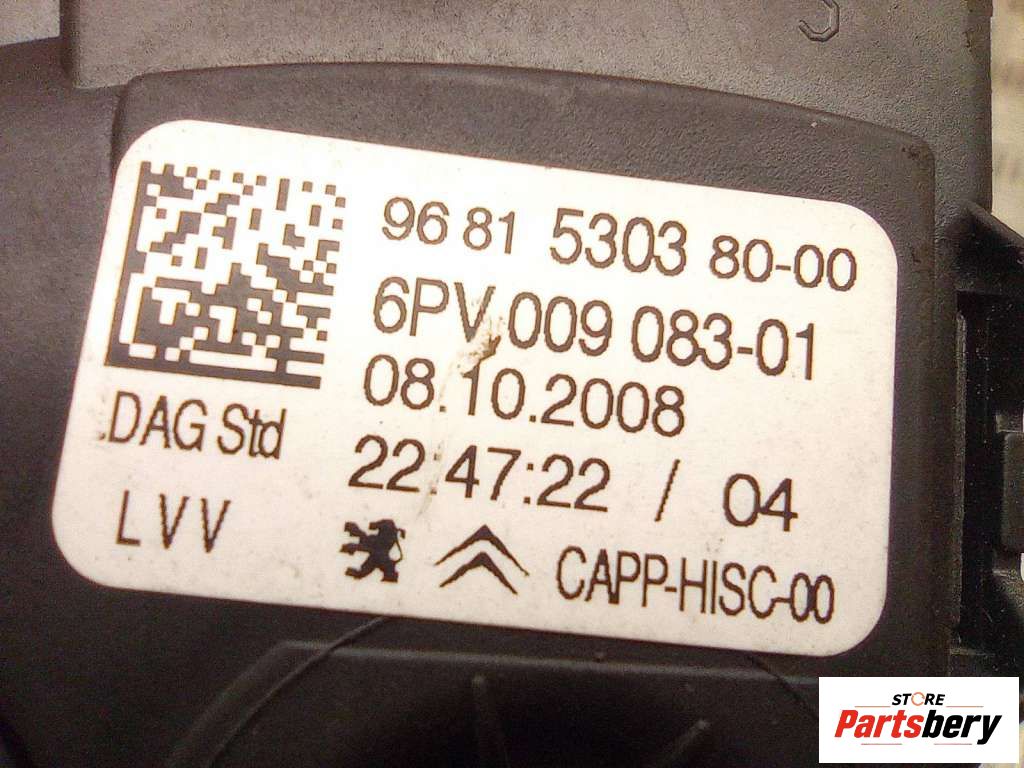 96 81 5303 80-00
6PV 009 083-01
08.10.2008
DAG Std
22:47:22 / 04
LVV
CAPP-HISC-00
STORE
Partsbery